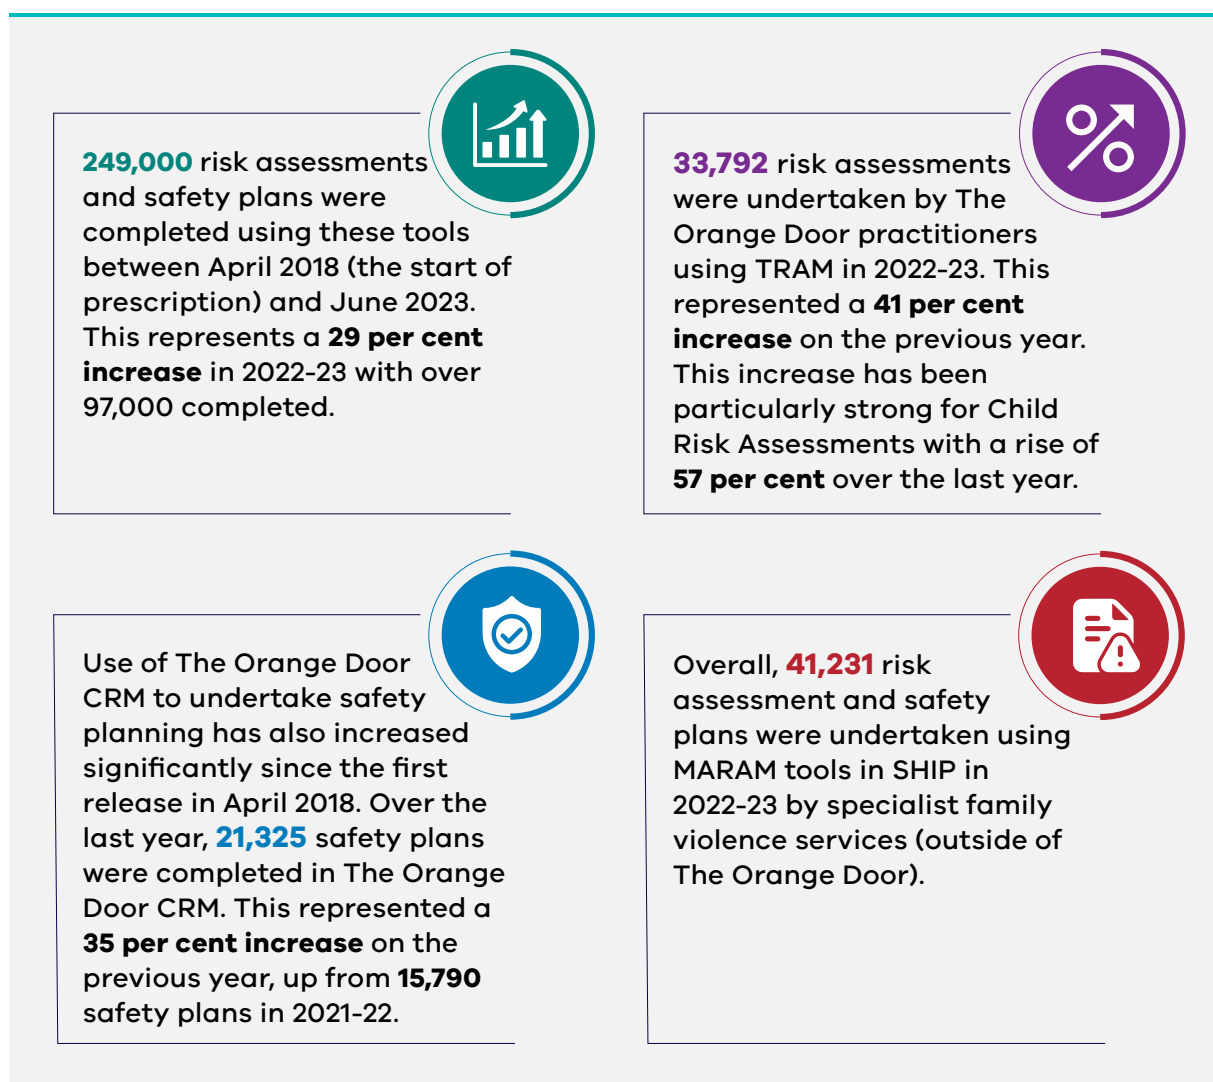 249,000 risk assessments
and safety plans were
completed using these tools
between April 2018 (the start of
prescription) and June 2023.
This represents a 29 per cent
increase in 2022-23 with over
97,000 completed.
33,792 risk assessments
were undertaken by The
Orange Door practitioners
using TRAM in 2022-23. This
represented a 41 per cent
increase on the previous year.
This increase has been
particularly strong for Child
Risk Assessments with a rise of
57 per cent over the last year.
Use of The Orange Door
CRM to undertake safety
planning has also increased
significantly since the first
release in April 2018. Over the
last year, 21,325 safety plans
were completed in The Orange
Door CRM. This represented a
35 per cent increase on the
previous year, up from 15,790
safety plans in 2021-22.
Overall, 41,231 risk
assessment and safety
plans were undertaken using
MARAM tools in SHIP in
2022-23 by specialist family
violence services (outside of
The Orange Door).